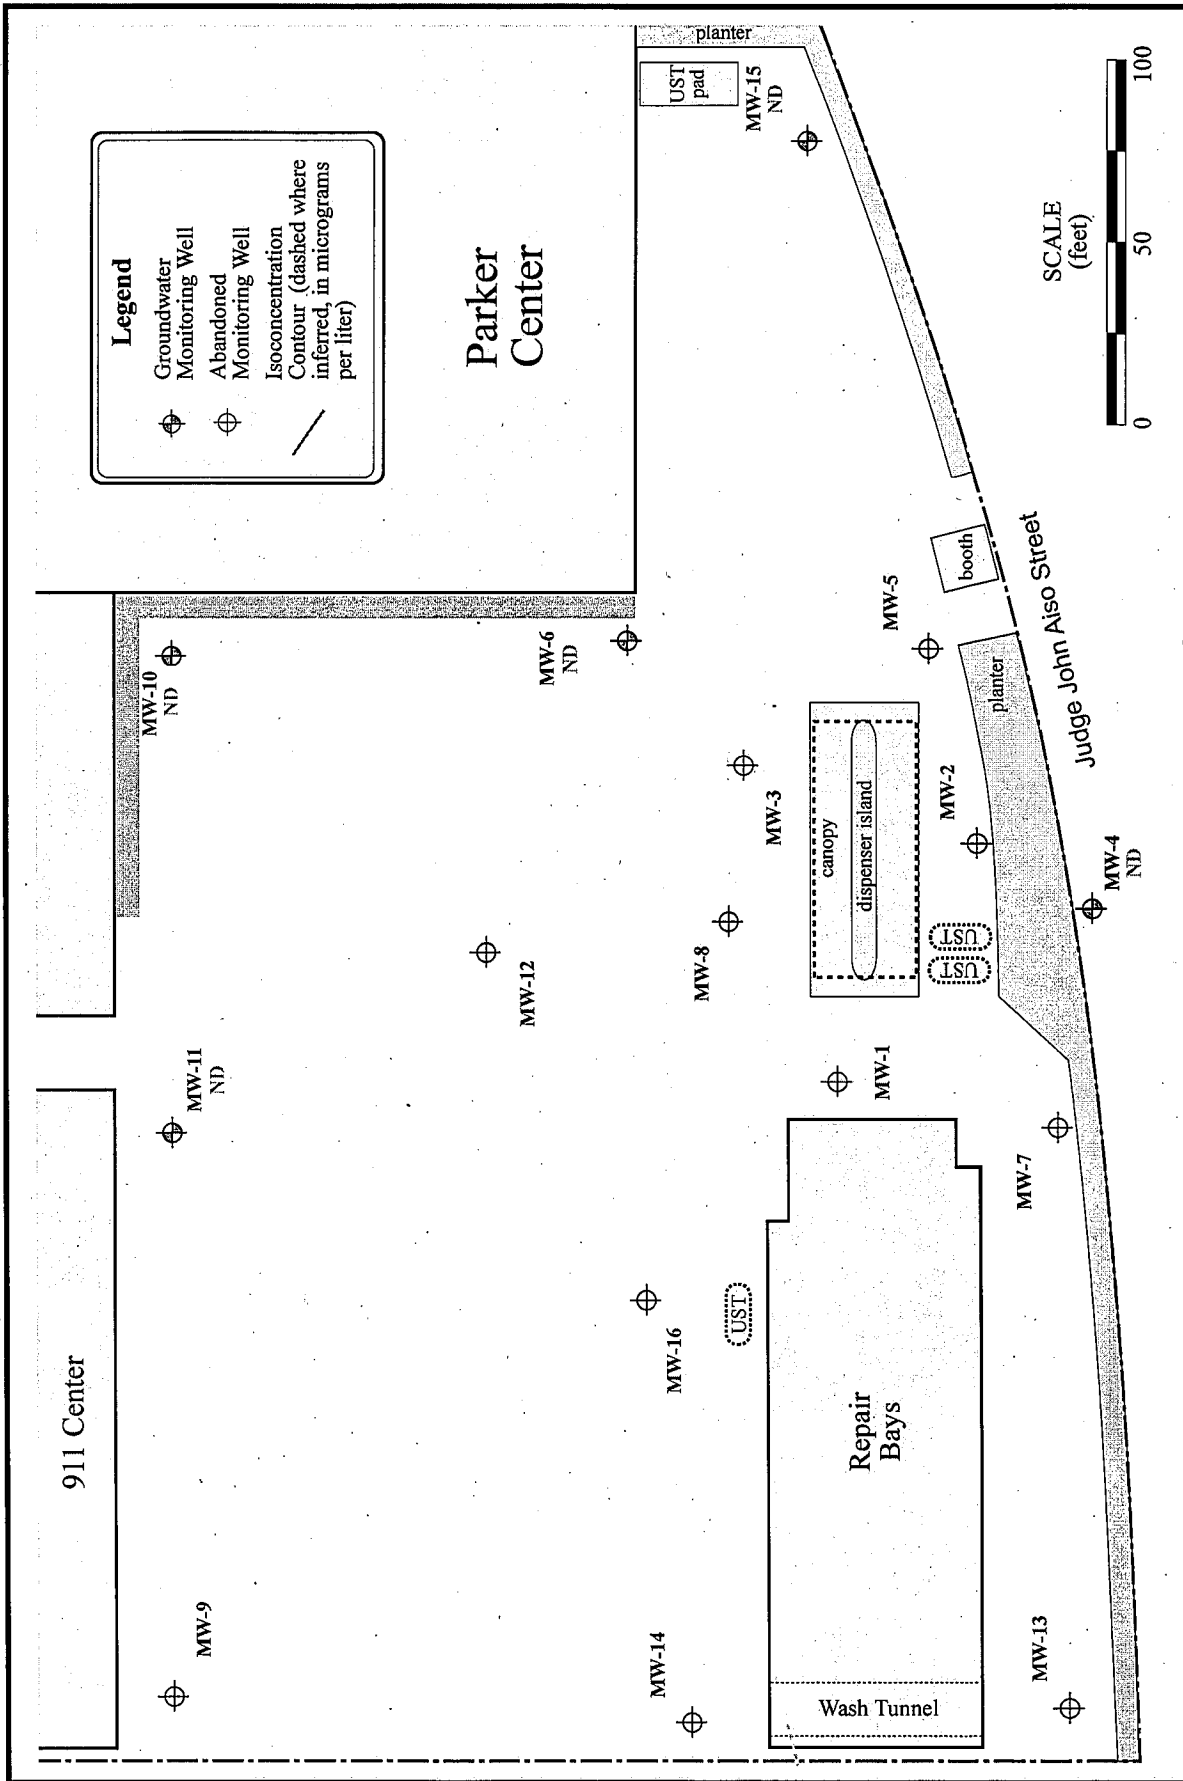 911 Center
Legend
Groundwater
Monitoring Well
Abandoned
Monitoring Well
Isoconcentration
Contour (dashed where
inferred, in micrograms
per liter)
Parker
Center
planter
UST
pad
MW-15
ND
MW-9
MW-11
ND
MW-10
ND
MW-6
ND
MW-12
MW-14
MW-16
UST
MW-8
MW-3
MW-5
MW-1
canopy
dispenser island
Repair
Bays
Wash Tunnel
UST
UST
MW-2
booth
planter
MW-13
MW-7
MW-4
ND
Judge John Aiso Street
SCALE
(feet)
0 50 100